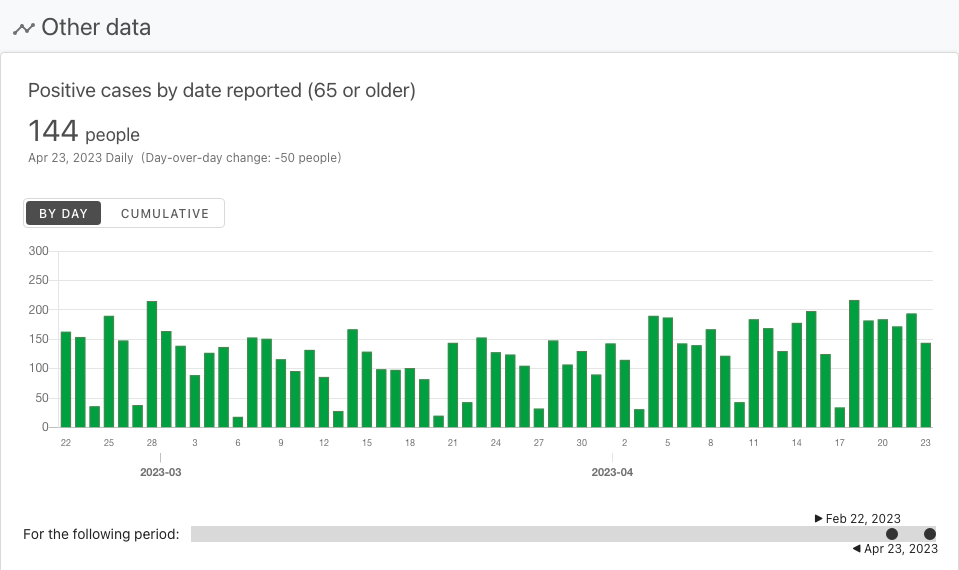 Other data
Positive cases by date reported (65 or older)
144 people
Apr 23, 2023 Daily (Day-over-day change: -50 people)
BY DAY CUMULATIVE
300
250
200
150
100
50
0
22 25 28 3 6 9 12 15 18 21 24 27 30 2 5 8 11 14 17 20 23
2023-03 2023-04
▶ Feb 22, 2023
For the following period:
◀ Apr 23, 2023